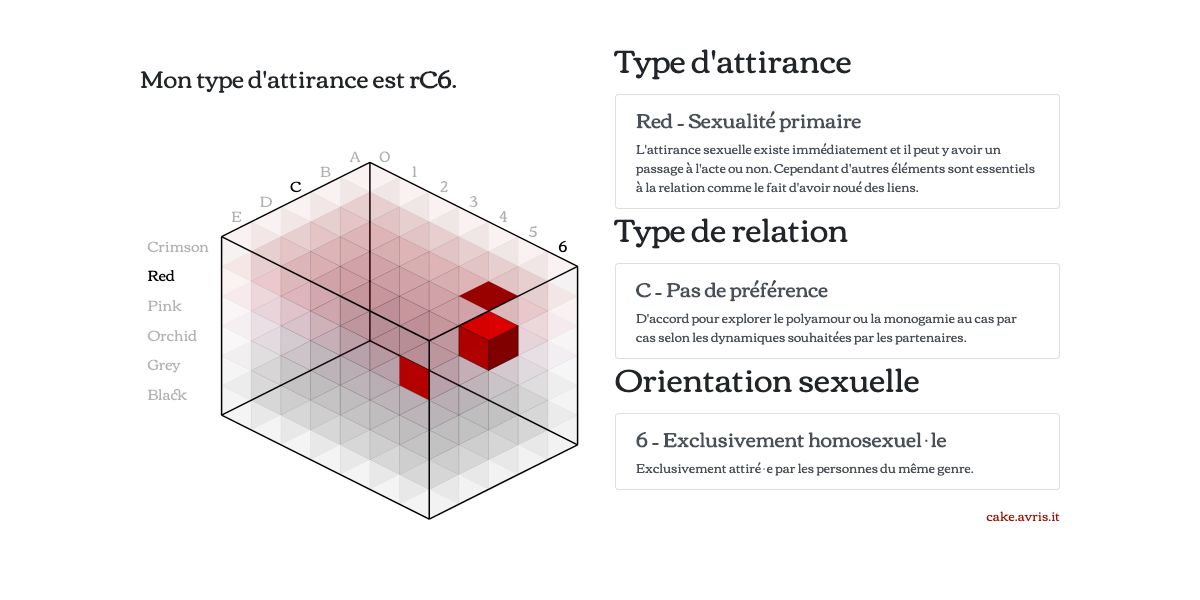 Mon type d'attirance est rC6.
A
B
C
D
E
O
1
2
3
4
5
6
Crimson
Red
Pink
Orchid
Grey
Black
Type d'attirance
Red - Sexualité primaire
L'attirance sexuelle existe immédiatement et il peut y avoir un
passage à l'acte ou non. Cependant d'autres éléments sont essentiels
à la relation comme le fait d'avoir noué des liens.
Type de relation
C - Pas de préférence
D'accord pour explorer le polyamour ou la monogamie au cas par
cas selon les dynamiques souhaitées par les partenaires.
Orientation sexuelle
6 - Exclusivement homosexuel·le
Exclusivement attiré·e par les personnes du même genre.
cake.avris.it